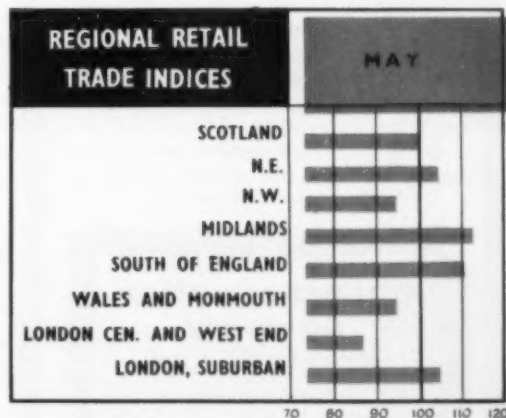 REGIONAL RETAIL
TRADE INDICES
MAY
SCOTLAND
N.E.
N.W.
MIDLANDS
SOUTH OF ENGLAND
WALES AND MONMOUTH
LONDON CEN. AND WEST END
LONDON, SUBURBAN
70 80 90 100 110 120